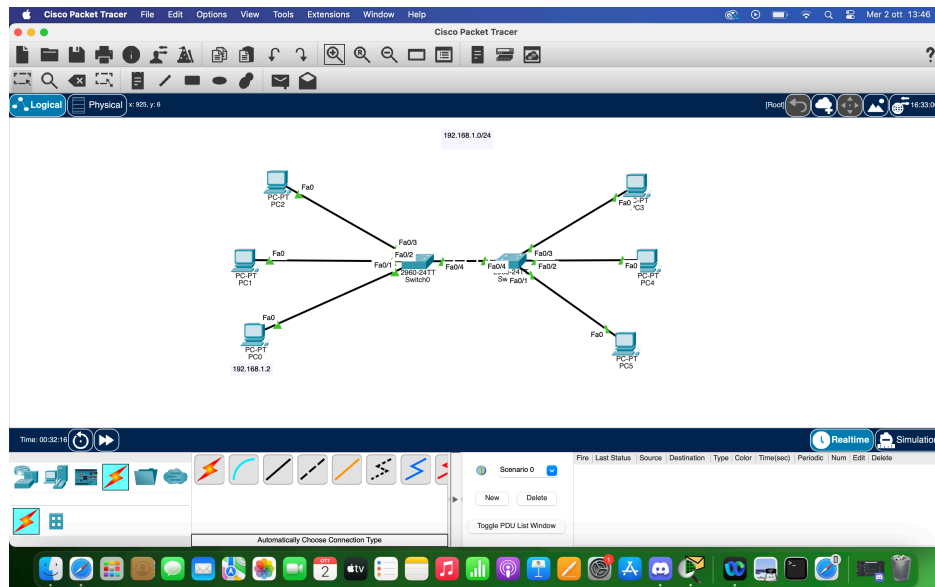 Cisco Packet Tracer File Edit Options View Tools Extensions Window Help Mer 2 ott 13:46
Cisco Packet Tracer
?
Logical Physical x: 925, y: 6 [Root] 16:33:0
192.168.1.0/24
PC-PT
PC2
Fa0
Fa0
PC3
Fa0/3
Fa0/2
Fa0/1
Fa0/4
2960-24TT
Switch0
Fa0/4
Fa0/3
Fa0/2
Fa0/1
Fa0
PC-PT
PC1
Fa0
PC-PT
PC4
Fa0
PC-PT
PC0
192.168.1.2
Fa0
PC-PT
PC5
Time: 00:32:16 Realtime Simulation
Fire Last Status Source Destination Type Color Time(sec) Periodic Num Edit Delete
Scenario 0
New Delete
Toggle PDU List Window
Automatically Choose Connection Type
OTT
2
tv